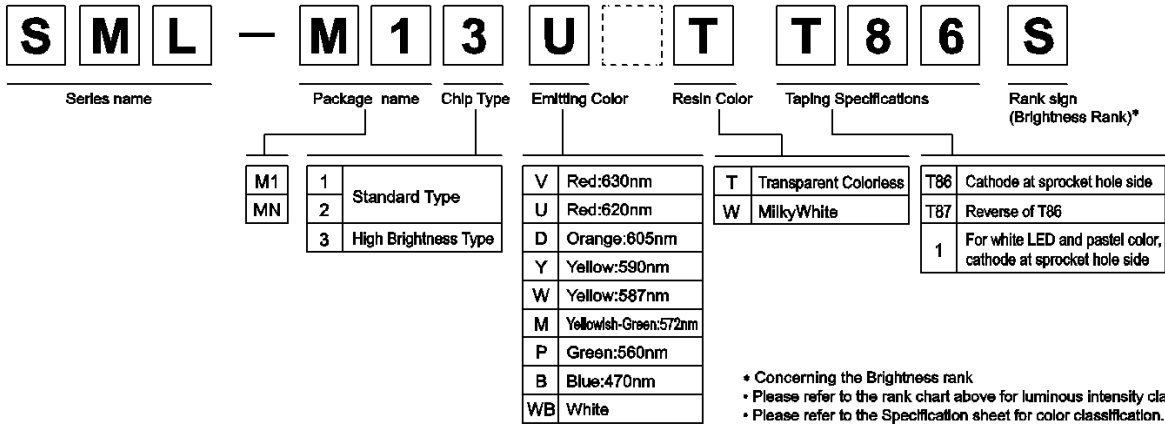 S M L — M 1 3 U T T 8 6 S
Series name Package name Chip Type Emitting Color Resin Color Taping Specifications Rank sign
(Brightness Rank)*
M1
MN
1
2
Standard Type
3 High Brightness Type
V Red:630nm
U Red:620nm
D Orange:605nm
Y Yellow:590nm
W Yellow:587nm
M Yellowish-Green:572nm
P Green:560nm
B Blue:470nm
WB White
T Transparent Colorless
W MilkyWhite
T86 Cathode at sprocket hole side
T87 Reverse of T86
1 For white LED and pastel color,
cathode at sprocket hole side
* Concerning the Brightness rank
• Please refer to the rank chart above for luminous intensity cla
• Please refer to the Specification sheet for color classification.